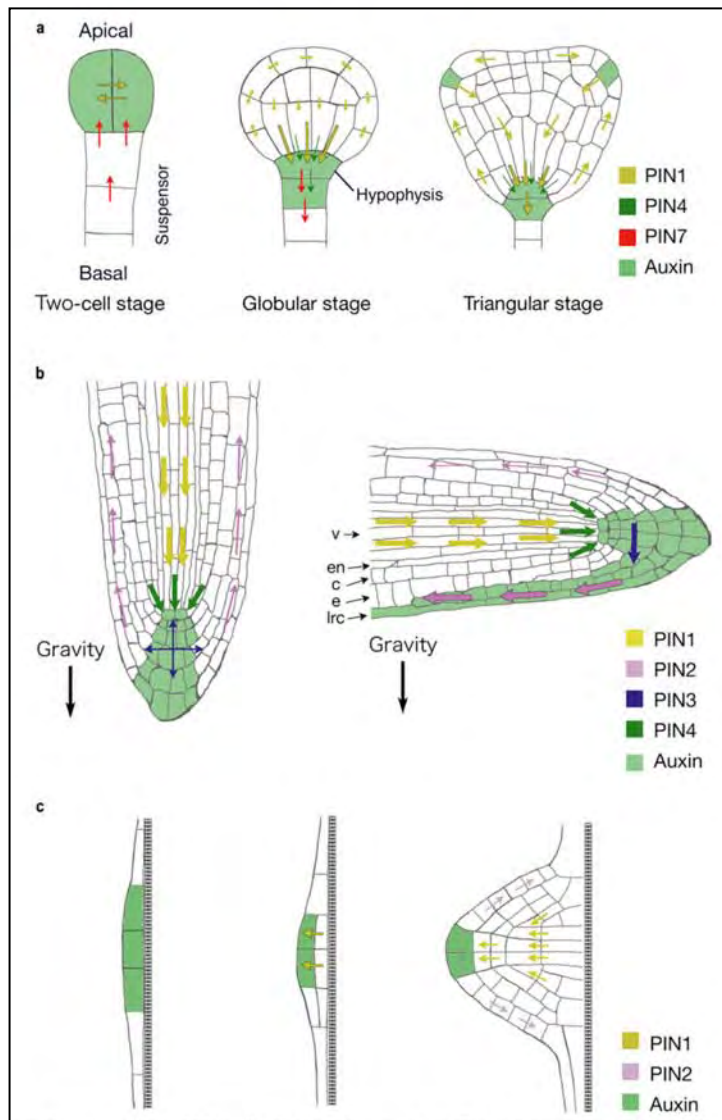 a
Apical
Suspensor
Hypophysis
Basal
Two-cell stage
Globular stage
Triangular stage
PIN1
PIN4
PIN7
Auxin
b
Gravity
v
en
c
e
lrc
Gravity
PIN1
PIN2
PIN3
PIN4
Auxin
c
PIN1
PIN2
Auxin